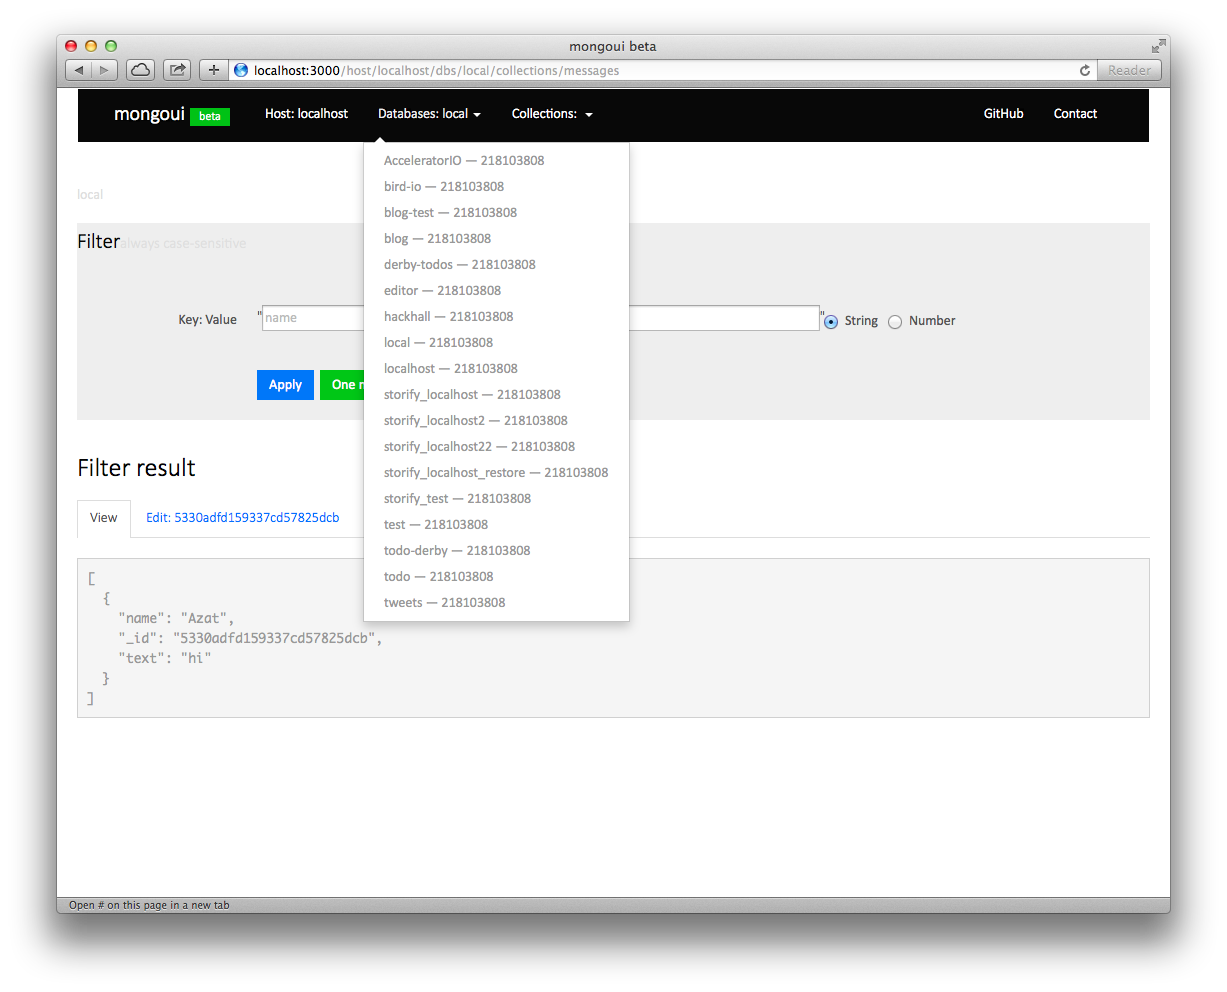 mongoui beta
localhost:3000/host/localhost/dbs/local/collections/messages
Reader
mongoui beta
Host: localhost
Databases: local
Collections:
GitHub
Contact
AcceleratorIO — 218103808
bird-io — 218103808
blog-test — 218103808
blog — 218103808
derby-todos — 218103808
editor — 218103808
hackhall — 218103808
local — 218103808
localhost — 218103808
storify_localhost — 218103808
storify_localhost2 — 218103808
storify_localhost22 — 218103808
storify_localhost_restore — 218103808
storify_test — 218103808
test — 218103808
todo-derby — 218103808
todo — 218103808
tweets — 218103808
local
Filter always case-sensitive
Key: Value
"name
"
String
Number
Apply
One
Filter result
View
Edit: 5330adfd159337cd57825dcb
[
{
"name": "Azat",
"_id": "5330adfd159337cd57825dcb",
"text": "hi"
}
]
Open # on this page in a new tab